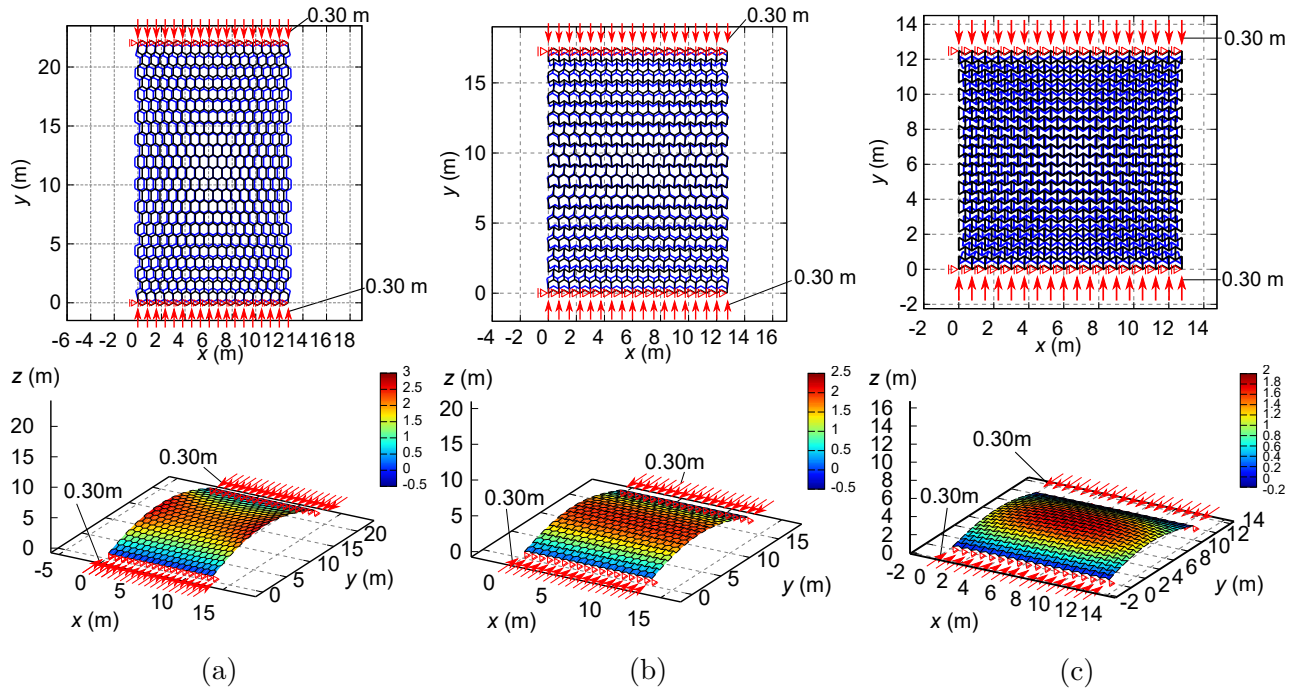 0.30 m
20
15
10
5
0
y (m)
0.30 m
-6 -4 -2 0 2 4 6 8 10 12 14 16 18
x (m)
0.30 m
15
10
5
0
y (m)
0.30 m
-4 -2 0 2 4 6 8 10 12 14 16
x (m)
14
12
10
8
6
4
2
0
-2
y (m)
0.30 m
0.30 m
-2 0 2 4 6 8 10 12 14
x (m)
z (m)
20
15
10
5
0
3
2.5
2
1.5
1
0.5
0
-0.5
0.30m
0.30m
-5 0 5 10 15
x (m)
0 5 10 15 20
y (m)
z (m)
20
15
10
5
0
2.5
2
1.5
1
0.5
0
-0.5
0.30m
0.30m
0 5 10 15
x (m)
0 5 10 15
y (m)
z (m)
16
14
12
10
8
6
4
2
0
2
1.8
1.6
1.4
1.2
1
0.8
0.6
0.4
0.2
0
-0.2
0.30m
0.30m
-2 0 2 4 6 8 10 12 14
x (m)
-2 0 2 4 6 8 10 12 14
y (m)
(a)
(b)
(c)